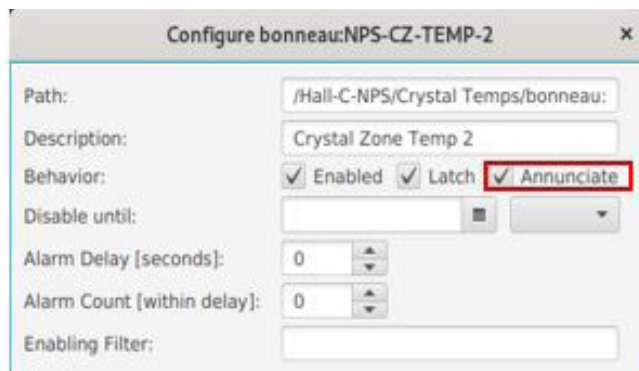 Configure bonneau:NPS-CZ-TEMP-2 ×
Path: /Hall-C-NPS/Crystal Temps/bonneau:
Description: Crystal Zone Temp 2
Behavior: Enabled Latch Annunciate
Disable until:
Alarm Delay [seconds]: 0
Alarm Count [within delay]: 0
Enabling Filter: